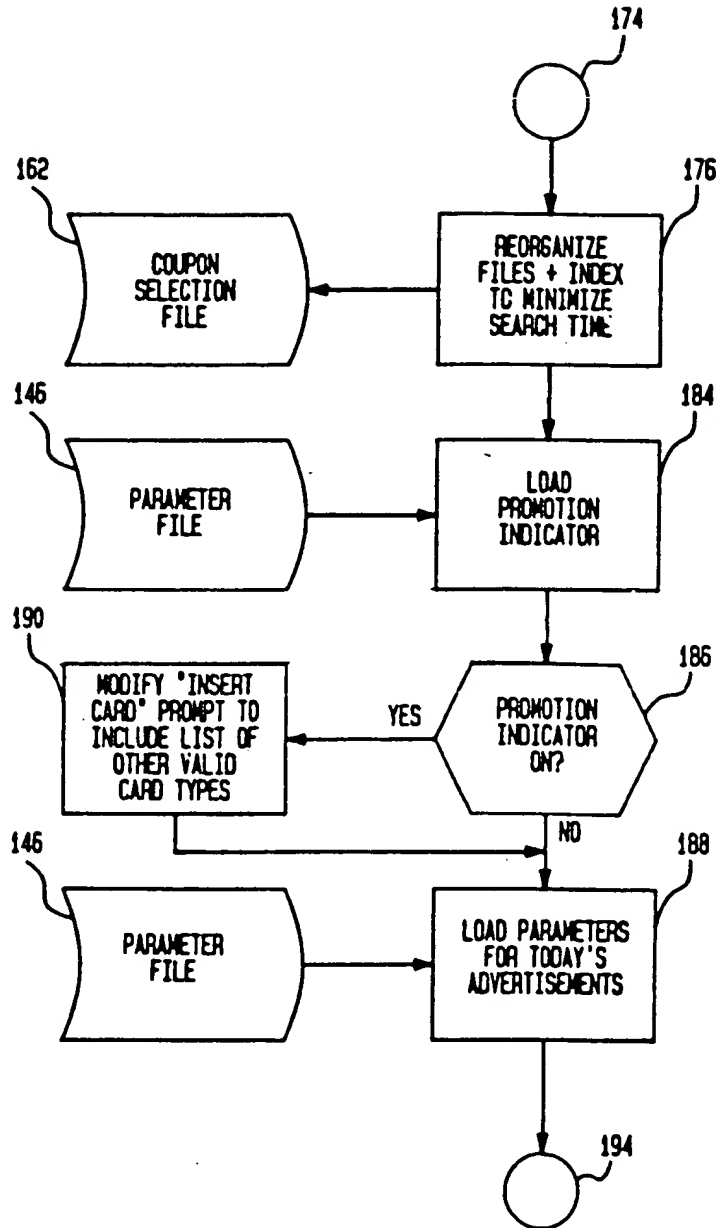 174
162
176
COUPON
SELECTION
FILE
REORGANIZE
FILES + INDEX
TC MINIMIZE
SEARCH TIME
146
184
PARAMETER
FILE
LOAD
PROMOTION
INDICATOR
190
186
MODIFY "INSERT
CARD" PROMPT TO
INCLUDE LIST OF
OTHER VALID
CARD TYPES
YES
PROMOTION
INDICATOR
ON?
NO
146
188
PARAMETER
FILE
LOAD PARAMETERS
FOR TODAY'S
ADVERTISEMENTS
194